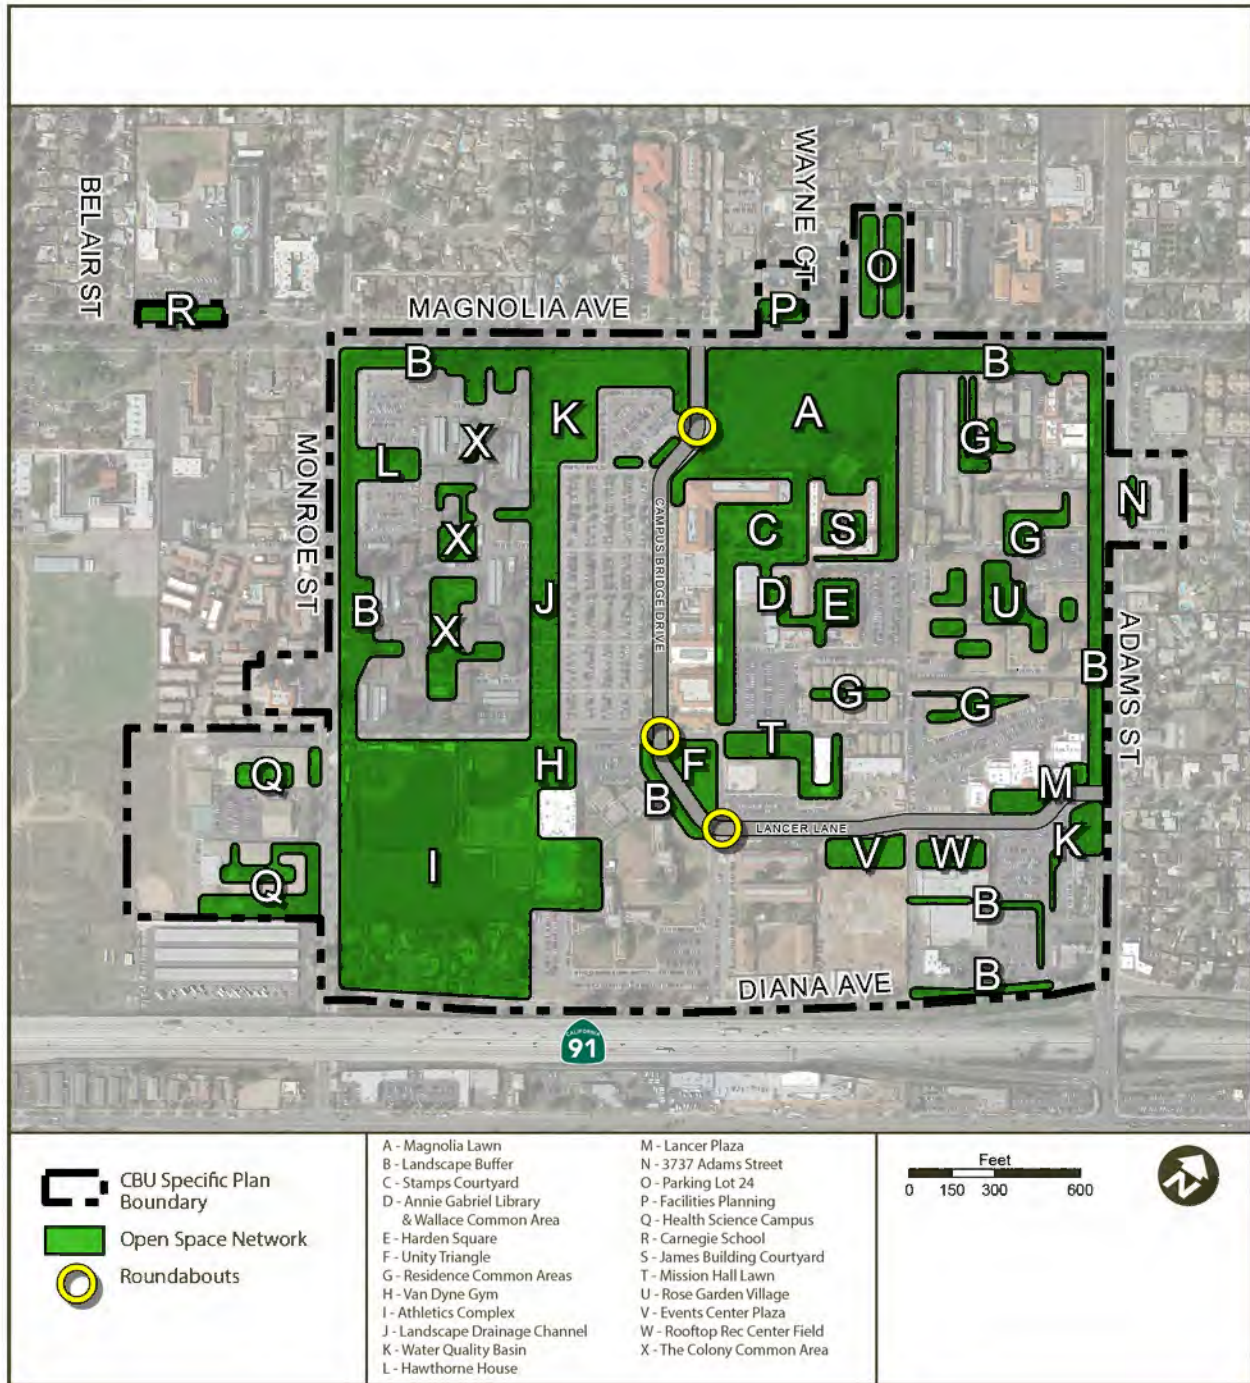 WAYNE CT
BELAIR ST
O
R
MAGNOLIA AVE
P
B
B
A
K
G
X
MONROE ST
L
N
CAMPUS BRIDGE DRIVE
C
S
G
X
D
E
J
B
U
X
ADAMS ST
B
G
G
T
H
F
Q
M
B
LANCER LANE
K
V
W
I
Q
B
B
DIANA AVE
CALIFORNIA
91
CBU Specific Plan
Boundary
Open Space Network
Roundabouts
A - Magnolia Lawn
B - Landscape Buffer
C - Stamps Courtyard
D - Annie Gabriel Library
& Wallace Common Area
E - Harden Square
F - Unity Triangle
G - Residence Common Areas
H - Van Dyne Gym
I - Athletics Complex
J - Landscape Drainage Channel
K - Water Quality Basin
L - Hawthorne House
M - Lancer Plaza
N - 3737 Adams Street
O - Parking Lot 24
P - Facilities Planning
Q - Health Science Campus
R - Carnegie School
S - James Building Courtyard
T - Mission Hall Lawn
U - Rose Garden Village
V - Events Center Plaza
W - Rooftop Rec Center Field
X - The Colony Common Area
Feet
0 150 300 600
N